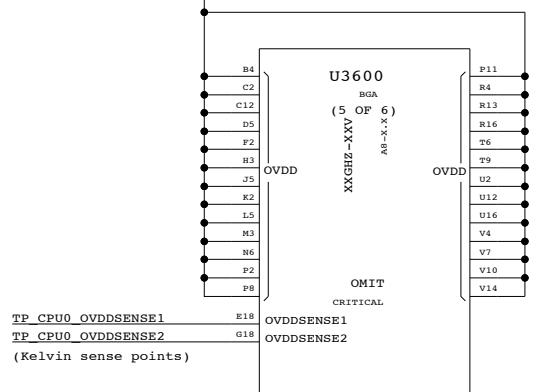 B4
C2
C12
D5
F2
H3
J5
K2
L5
M3
N6
P2
P8
OVDD
U3600
BGA
(5 OF 6)
XXGHZ-XXV
A8-X.X
OVDD
P11
R4
R13
R16
T6
T9
U2
U12
U16
V4
V7
V10
V14
OMIT
CRITICAL
TP_CPU0_OVDDSENSE1 E18 OVDDSENSE1
TP_CPU0_OVDDSENSE2 G18 OVDDSENSE2
(Kelvin sense points)